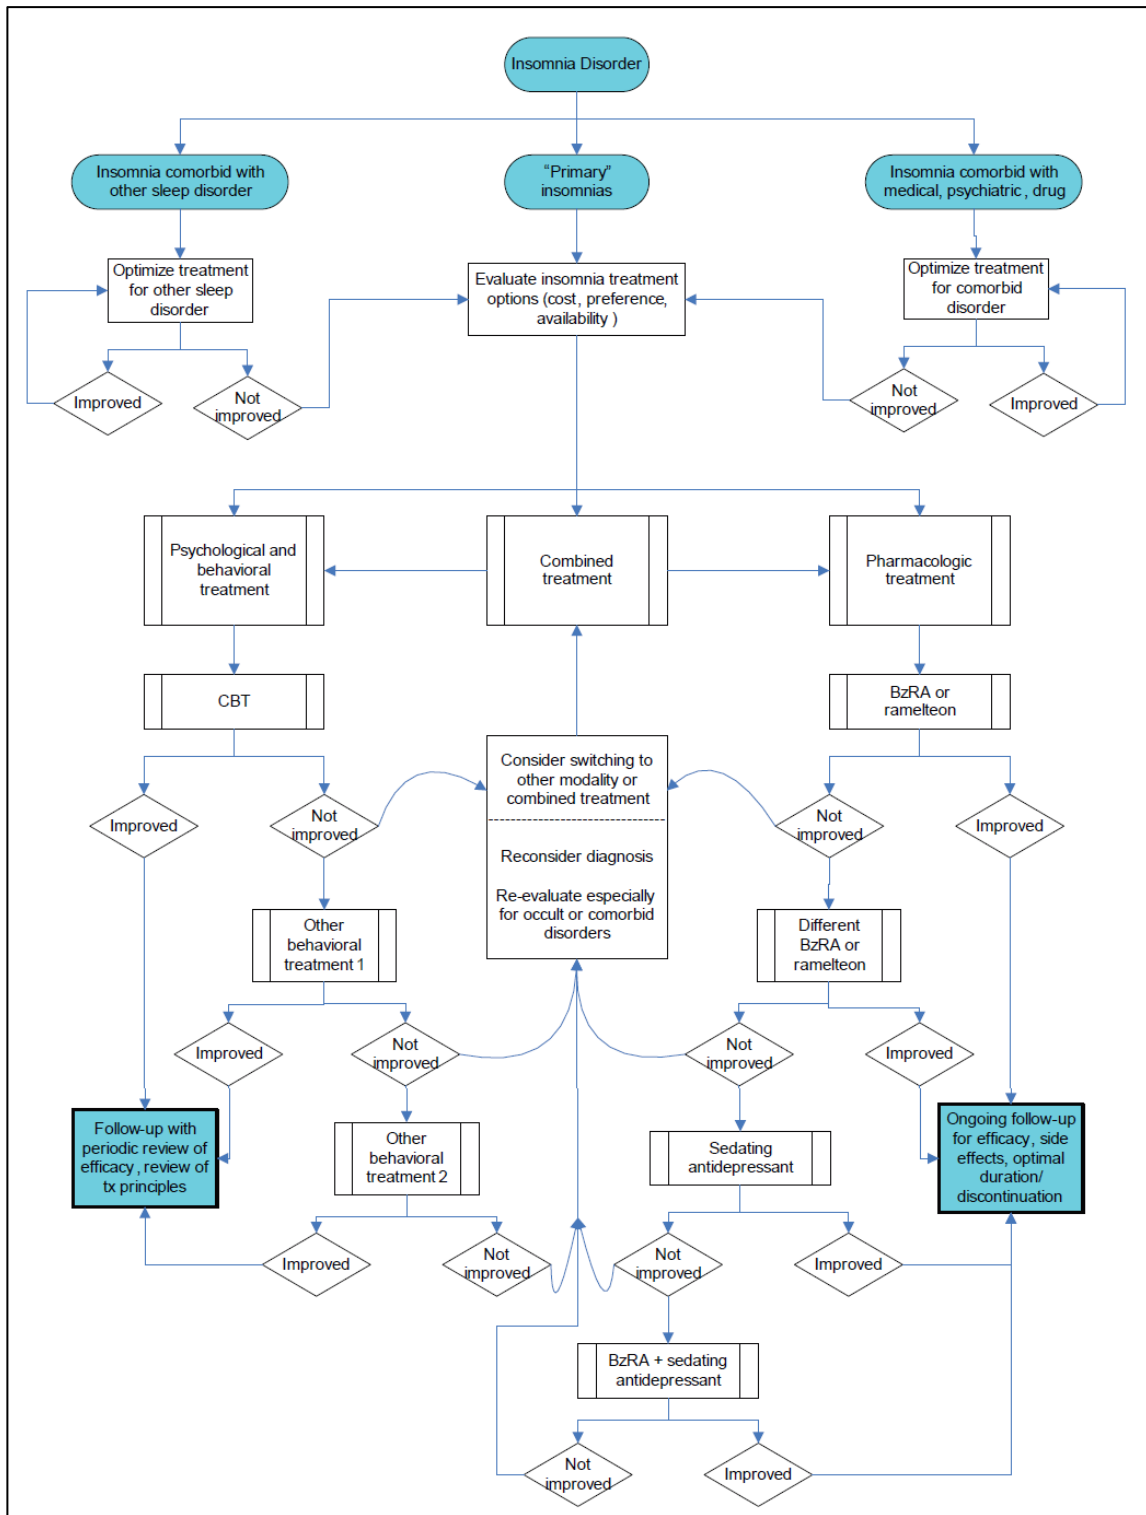 Insomnia Disorder
Insomnia comorbid with
other sleep disorder
“Primary”
insomnias
Insomnia comorbid with
medical, psychiatric , drug
Optimize treatment
for other sleep
disorder
Evaluate insomnia treatment
options (cost, preference,
availability )
Optimize treatment
for comorbid
disorder
Improved
Not
improved
Not
improved
Improved
Psychological and
behavioral
treatment
Combined
treatment
Pharmacologic
treatment
CBT
BzRA or
ramelteon
Consider switching to
other modality or
combined treatment
Reconsider diagnosis
Re-evaluate especially
for occult or comorbid
disorders
Improved
Not
improved
Not
improved
Improved
Other
behavioral
treatment 1
Different
BzRA or
ramelteon
Improved
Not
improved
Not
improved
Improved
Follow-up with
periodic review of
efficacy , review of
tx principles
Other
behavioral
treatment 2
Sedating
antidepressant
Ongoing follow-up
for efficacy, side
effects, optimal
duration/
discontinuation
Improved
Not
improved
Not
improved
Improved
BzRA + sedating
antidepressant
Not
improved
Improved